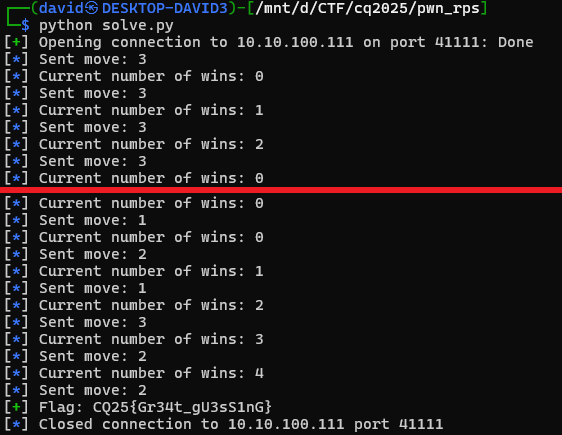 ┌──(david㉿DESKTOP-DAVID3)-[/mnt/d/CTF/cq2025/pwn_rps]
└─$ python solve.py
[+] Opening connection to 10.10.100.111 on port 41111: Done
[*] Sent move: 3
[*] Current number of wins: 0
[*] Sent move: 3
[*] Current number of wins: 1
[*] Sent move: 3
[*] Current number of wins: 2
[*] Sent move: 3
[*] Current number of wins: 0
[*] Current number of wins: 0
[*] Sent move: 1
[*] Current number of wins: 0
[*] Sent move: 2
[*] Current number of wins: 1
[*] Sent move: 1
[*] Current number of wins: 2
[*] Sent move: 3
[*] Current number of wins: 3
[*] Sent move: 2
[*] Current number of wins: 4
[*] Sent move: 2
[+] Flag: CQ25{Gr34t_gU3sS1nG}
[*] Closed connection to 10.10.100.111 port 41111